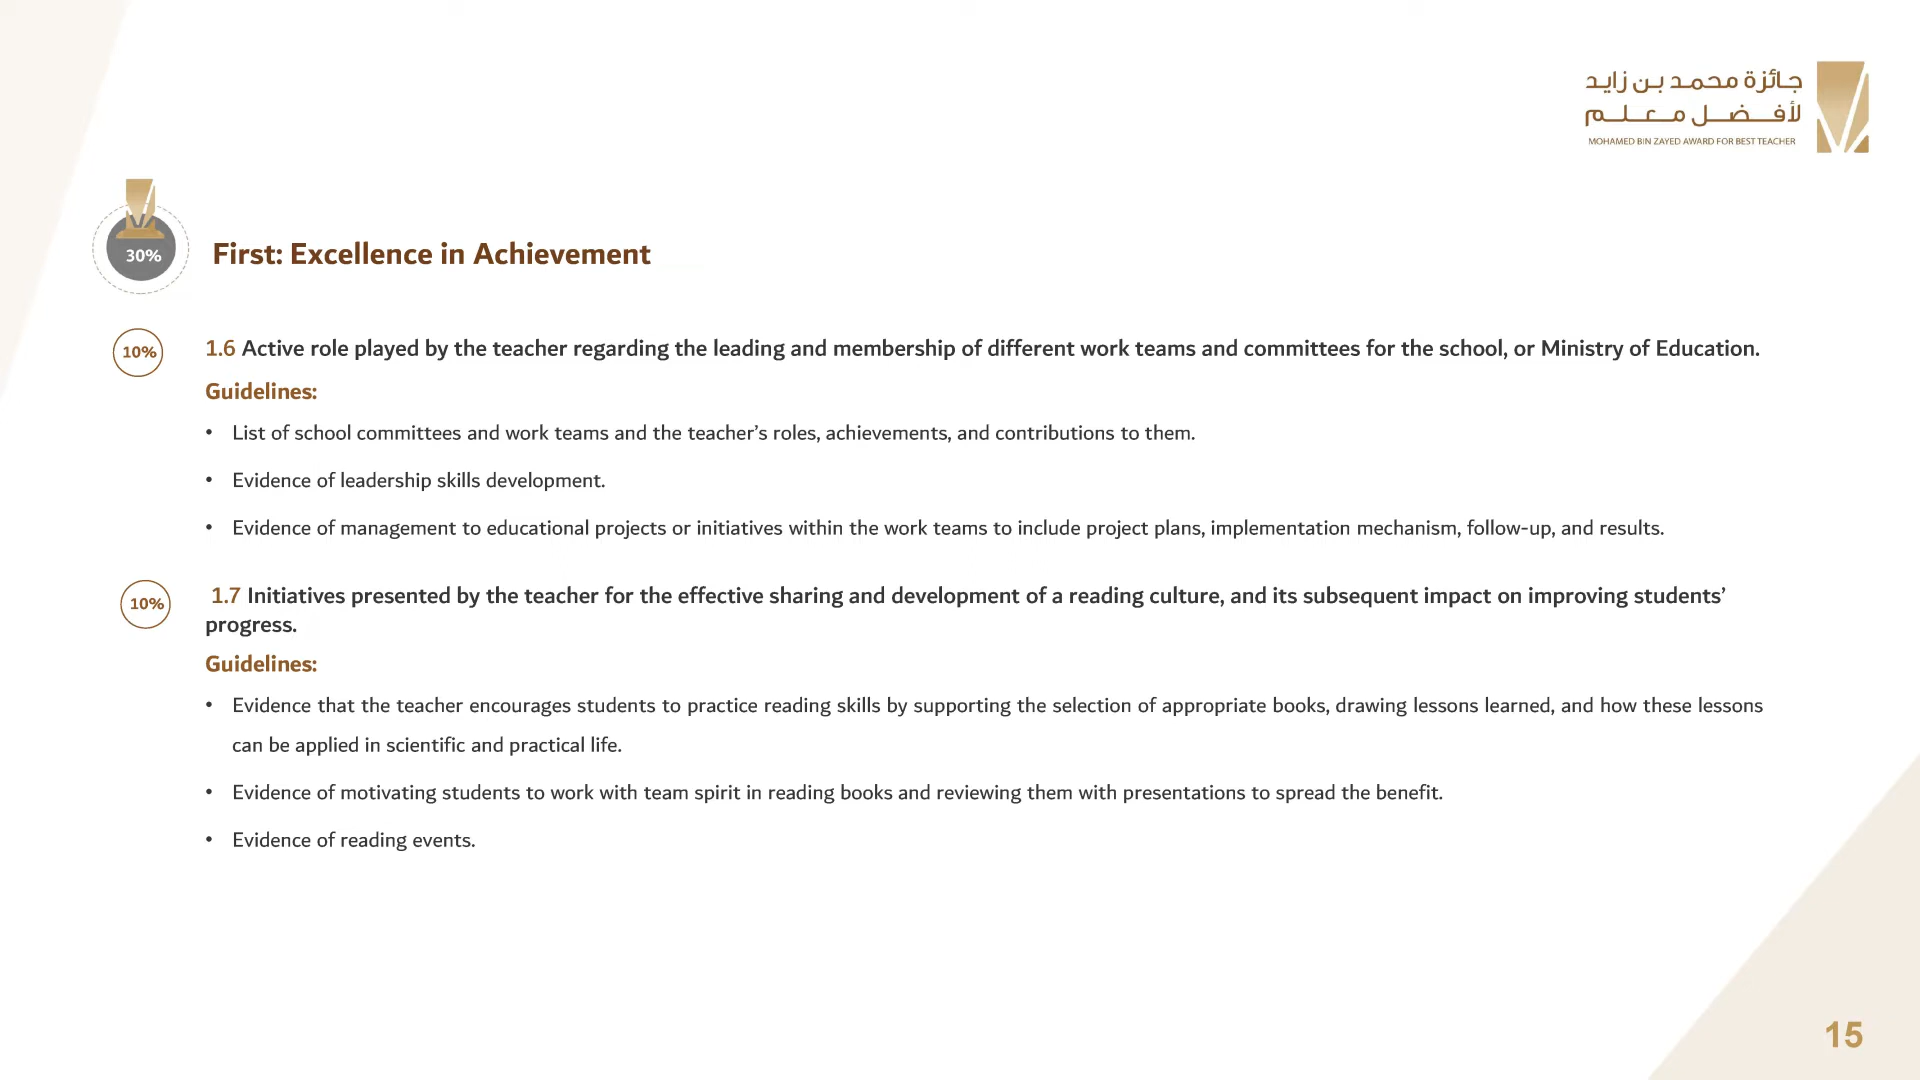 جائزة محمد بن زايد
لأفضل معلم
MOHAMED BIN ZAYED AWARD FOR BEST TEACHER
30%
First: Excellence in Achievement
10%
1.6 Active role played by the teacher regarding the leading and membership of different work teams and committees for the school, or Ministry of Education.
Guidelines:
• List of school committees and work teams and the teacher’s roles, achievements, and contributions to them.
• Evidence of leadership skills development.
• Evidence of management to educational projects or initiatives within the work teams to include project plans, implementation mechanism, follow-up, and results.
10%
1.7 Initiatives presented by the teacher for the effective sharing and development of a reading culture, and its subsequent impact on improving students’
progress.
Guidelines:
• Evidence that the teacher encourages students to practice reading skills by supporting the selection of appropriate books, drawing lessons learned, and how these lessons
can be applied in scientific and practical life.
• Evidence of motivating students to work with team spirit in reading books and reviewing them with presentations to spread the benefit.
• Evidence of reading events.
15